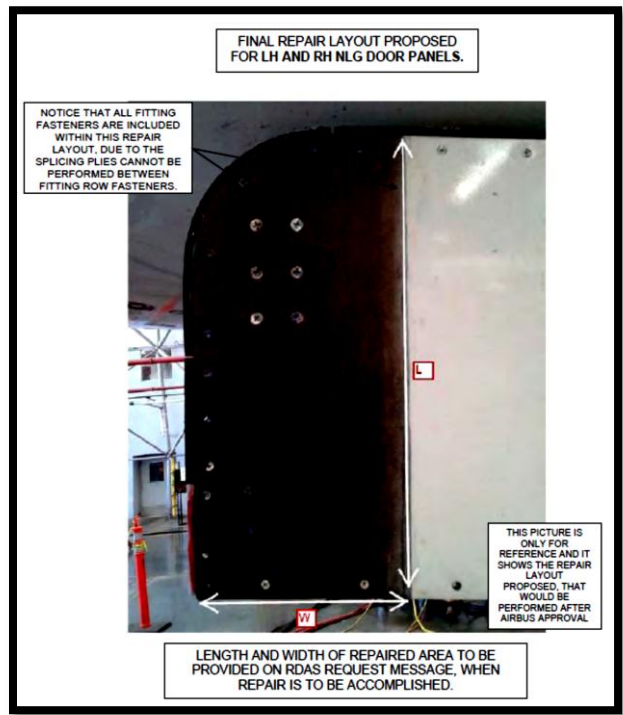 FINAL REPAIR LAYOUT PROPOSED
FOR LH AND RH NLG DOOR PANELS.
NOTICE THAT ALL FITTING
FASTENERS ARE INCLUDED
WITHIN THIS REPAIR
LAYOUT, DUE TO THE
SPLICING PLIES CANNOT BE
PERFORMED BETWEEN
FITTING ROW FASTENERS.
L
THIS PICTURE IS
ONLY FOR
REFERENCE AND IT
SHOWS THE REPAIR
LAYOUT
PROPOSED, THAT
WOULD BE
PERFORMED AFTER
AIRBUS APPROVAL
W
LENGTH AND WIDTH OF REPAIRED AREA TO BE
PROVIDED ON RDAS REQUEST MESSAGE, WHEN
REPAIR IS TO BE ACCOMPLISHED.